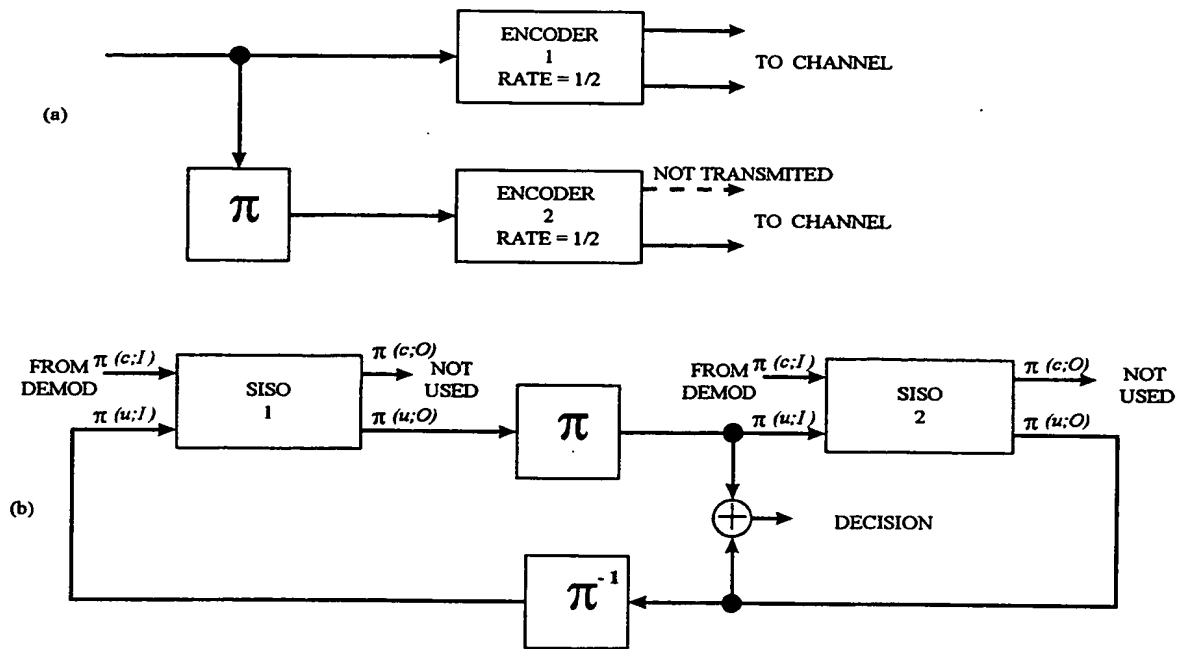 (a)
ENCODER
1
RATE = 1/2
TO CHANNEL
π
ENCODER
2
RATE = 1/2
NOT TRANSMITED
TO CHANNEL
(b)
FROM
DEMOD
π (c;I)
π (u;I)
SISO
1
π (c;O)
NOT
USED
π (u;O)
π
FROM
DEMOD
π (c;I)
π (u;I)
SISO
2
π (c;O)
NOT
USED
π (u;O)
+
DECISION
π -1